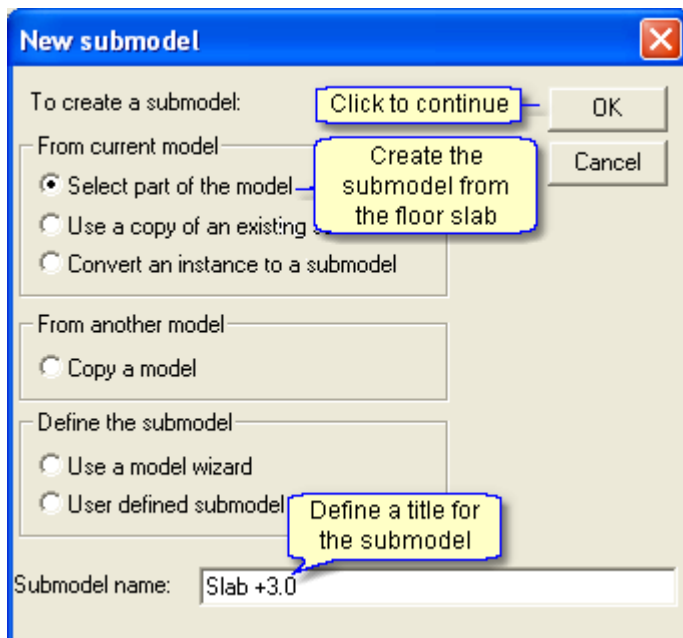 New submodel
To create a submodel:
Click to continue
OK
Cancel
From current model
Select part of the model
Create the
submodel from
the floor slab
Use a copy of an existing
Convert an instance to a submodel
From another model
Copy a model
Define the submodel
Use a model wizard
User defined submodel
Define a title for
the submodel
Submodel name:
Slab +3.0